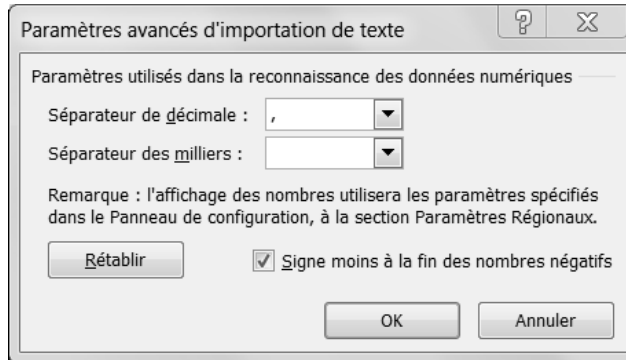 Paramètres avancés d'importation de texte
Paramètres utilisés dans la reconnaissance des données numériques
Séparateur de décimale : ,
Séparateur des milliers :
Remarque : l'affichage des nombres utilisera les paramètres spécifiés
dans le Panneau de configuration, à la section Paramètres Régionaux.
Rétablir Signe moins à la fin des nombres négatifs
OK Annuler